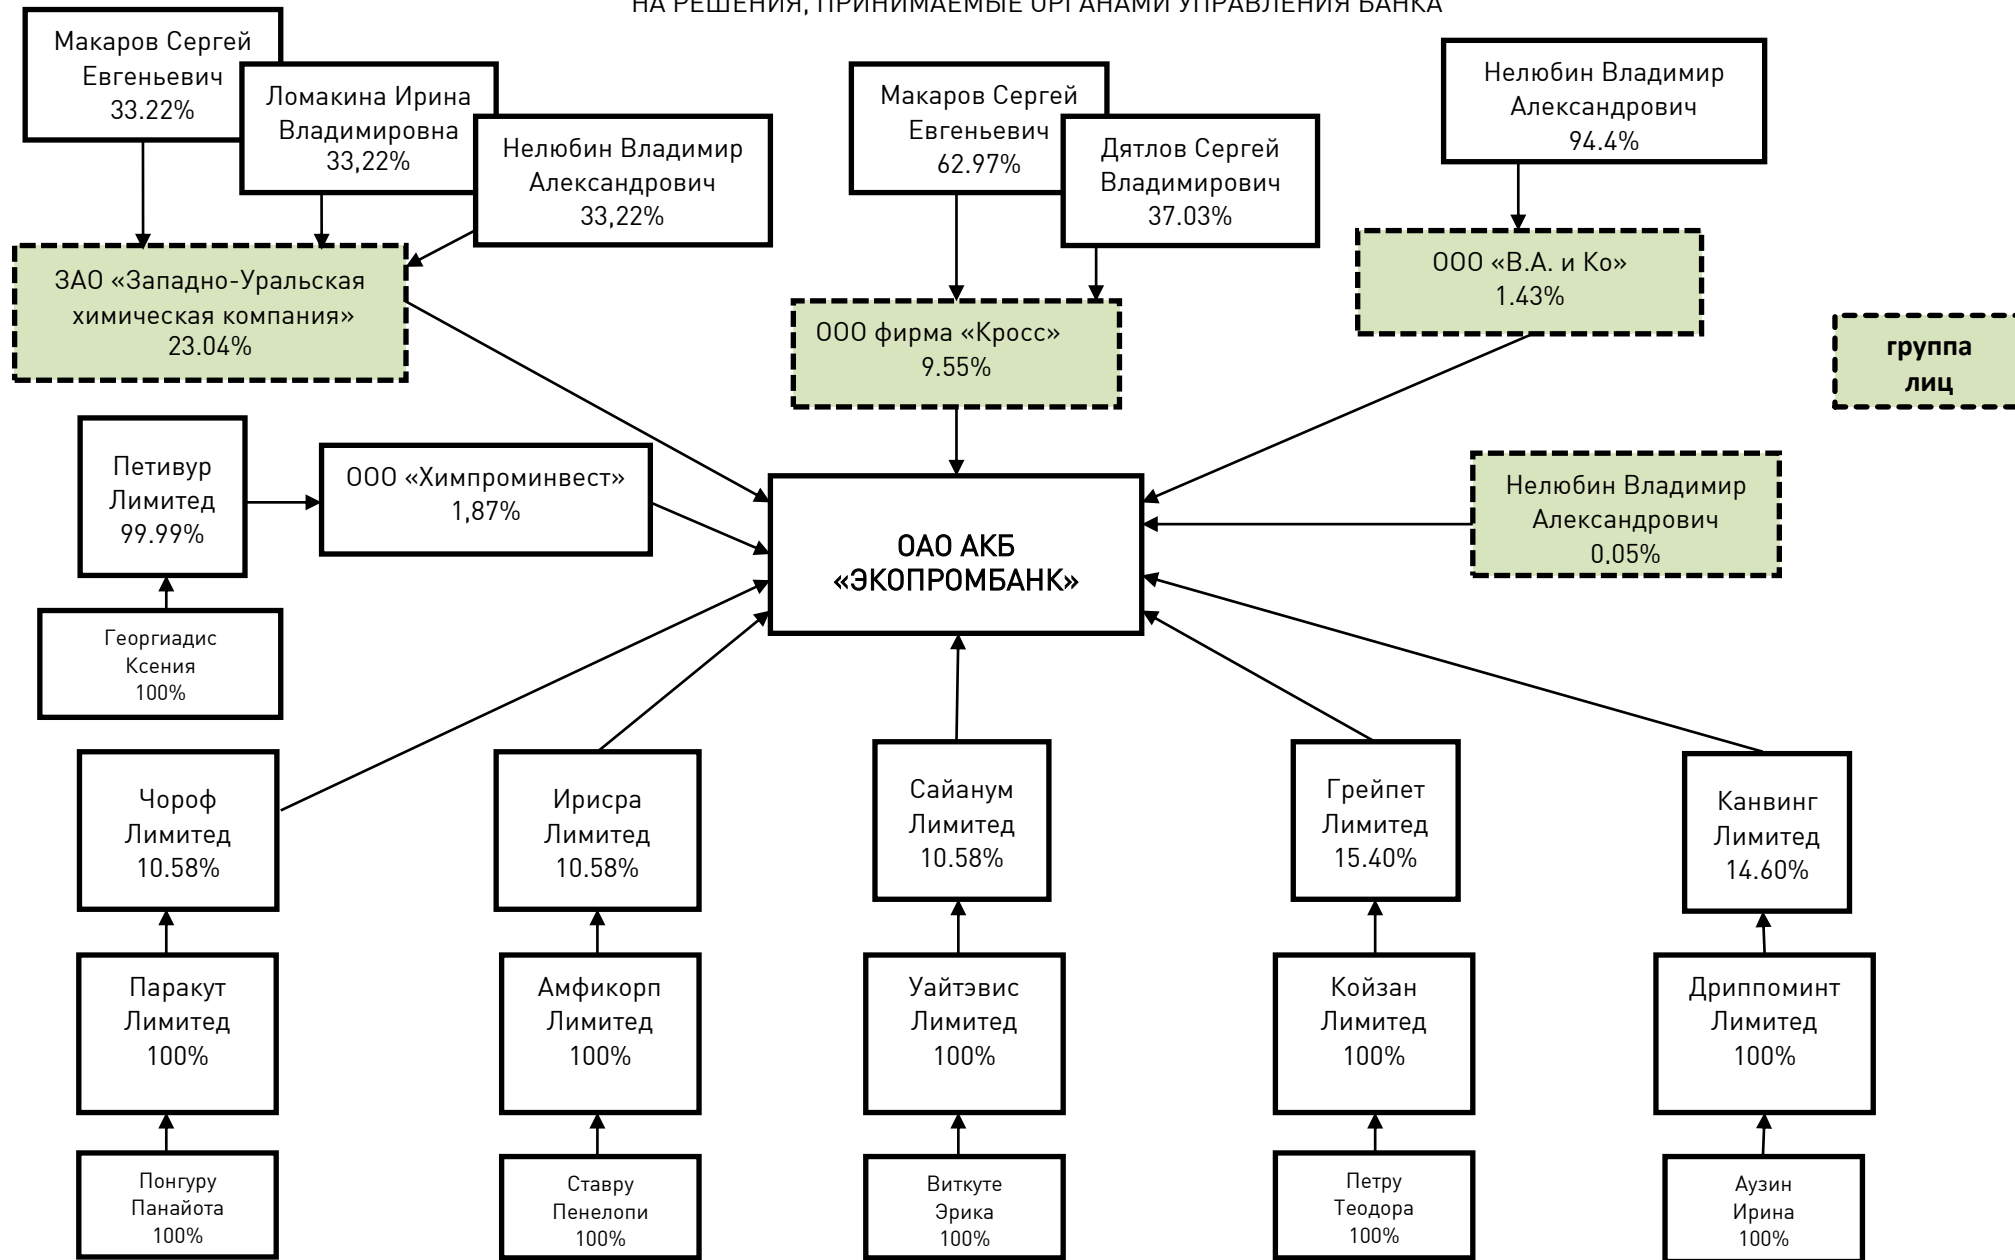 НА РЕШЕНИЯ, ПРИНИМАЕМЫЕ ОРГАНАМИ УПРАВЛЕНИЯ БАНКА
Макаров Сергей
Евгеньевич
33.22%
Ломакина Ирина
Владимировна
33,22%
Нелюбин Владимир
Александрович
33,22%
Макаров Сергей
Евгеньевич
62.97%
Дятлов Сергей
Владимирович
37.03%
Нелюбин Владимир
Александрович
94.4%
ЗАО «Западно-Уральская
химическая компания»
23.04%
ООО фирма «Кросс»
9.55%
ООО «В.А. и Ко»
1.43%
группа
лиц
Петивур
Лимитед
99.99%
ООО «Химпроминвест»
1,87%
ОАО АКБ
«ЭКОПРОМБАНК»
Нелюбин Владимир
Александрович
0,05%
Георгиадис
Ксения
100%
Чороф
Лимитед
10.58%
Ирисра
Лимитед
10.58%
Сайанум
Лимитед
10.58%
Грейпет
Лимитед
15.40%
Канвинг
Лимитед
14.60%
Паракут
Лимитед
100%
Амфикорп
Лимитед
100%
Уайтэвис
Лимитед
100%
Койзан
Лимитед
100%
Дриппоминт
Лимитед
100%
Понгуру
Панайота
100%
Ставру
Пенелопи
100%
Виткуте
Эрика
100%
Петру
Теодора
100%
Аузин
Ирина
100%